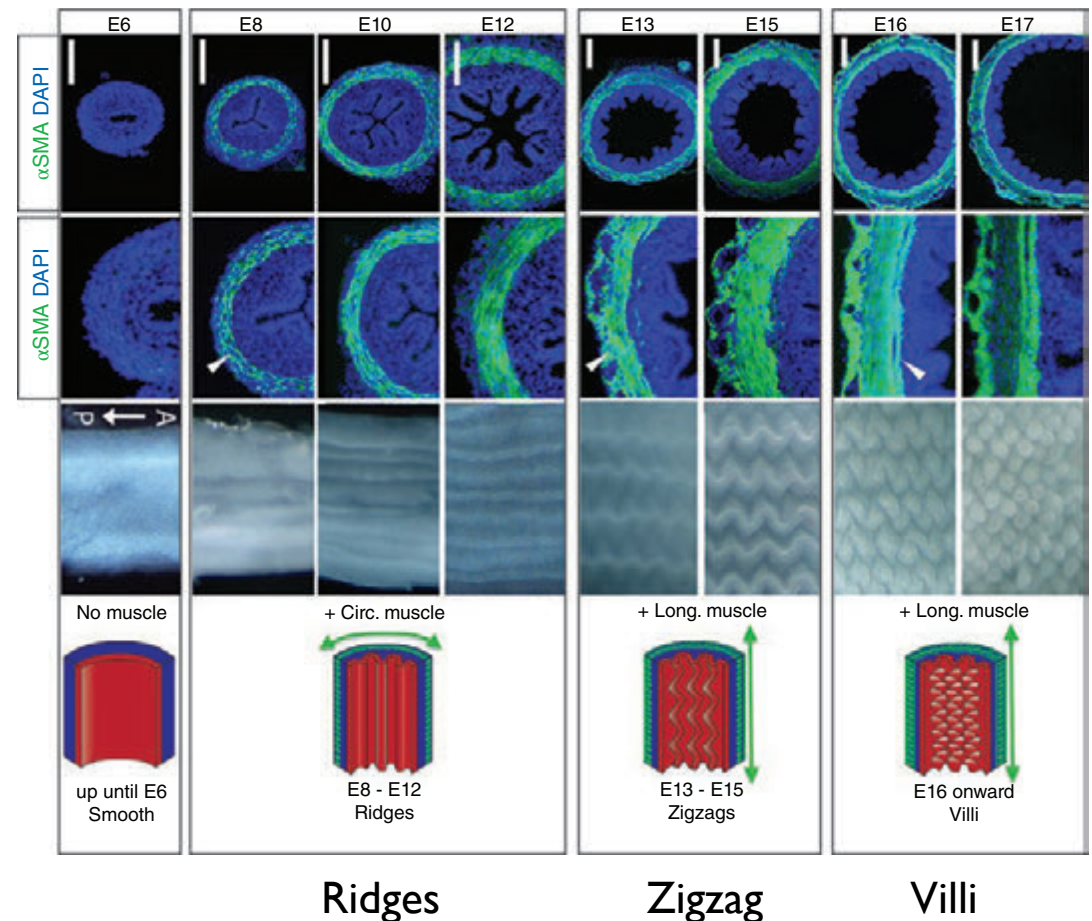 E6 E8 E10 E12 E13 E15 E16 E17
αSMA DAPI
αSMA DAPI
P A
No muscle
+ Circ. muscle
+ Long. muscle
+ Long. muscle
up until E6
Smooth
E8 - E12
Ridges
E13 - E15
Zigzags
E16 onward
Villi
Ridges Zigzag Villi